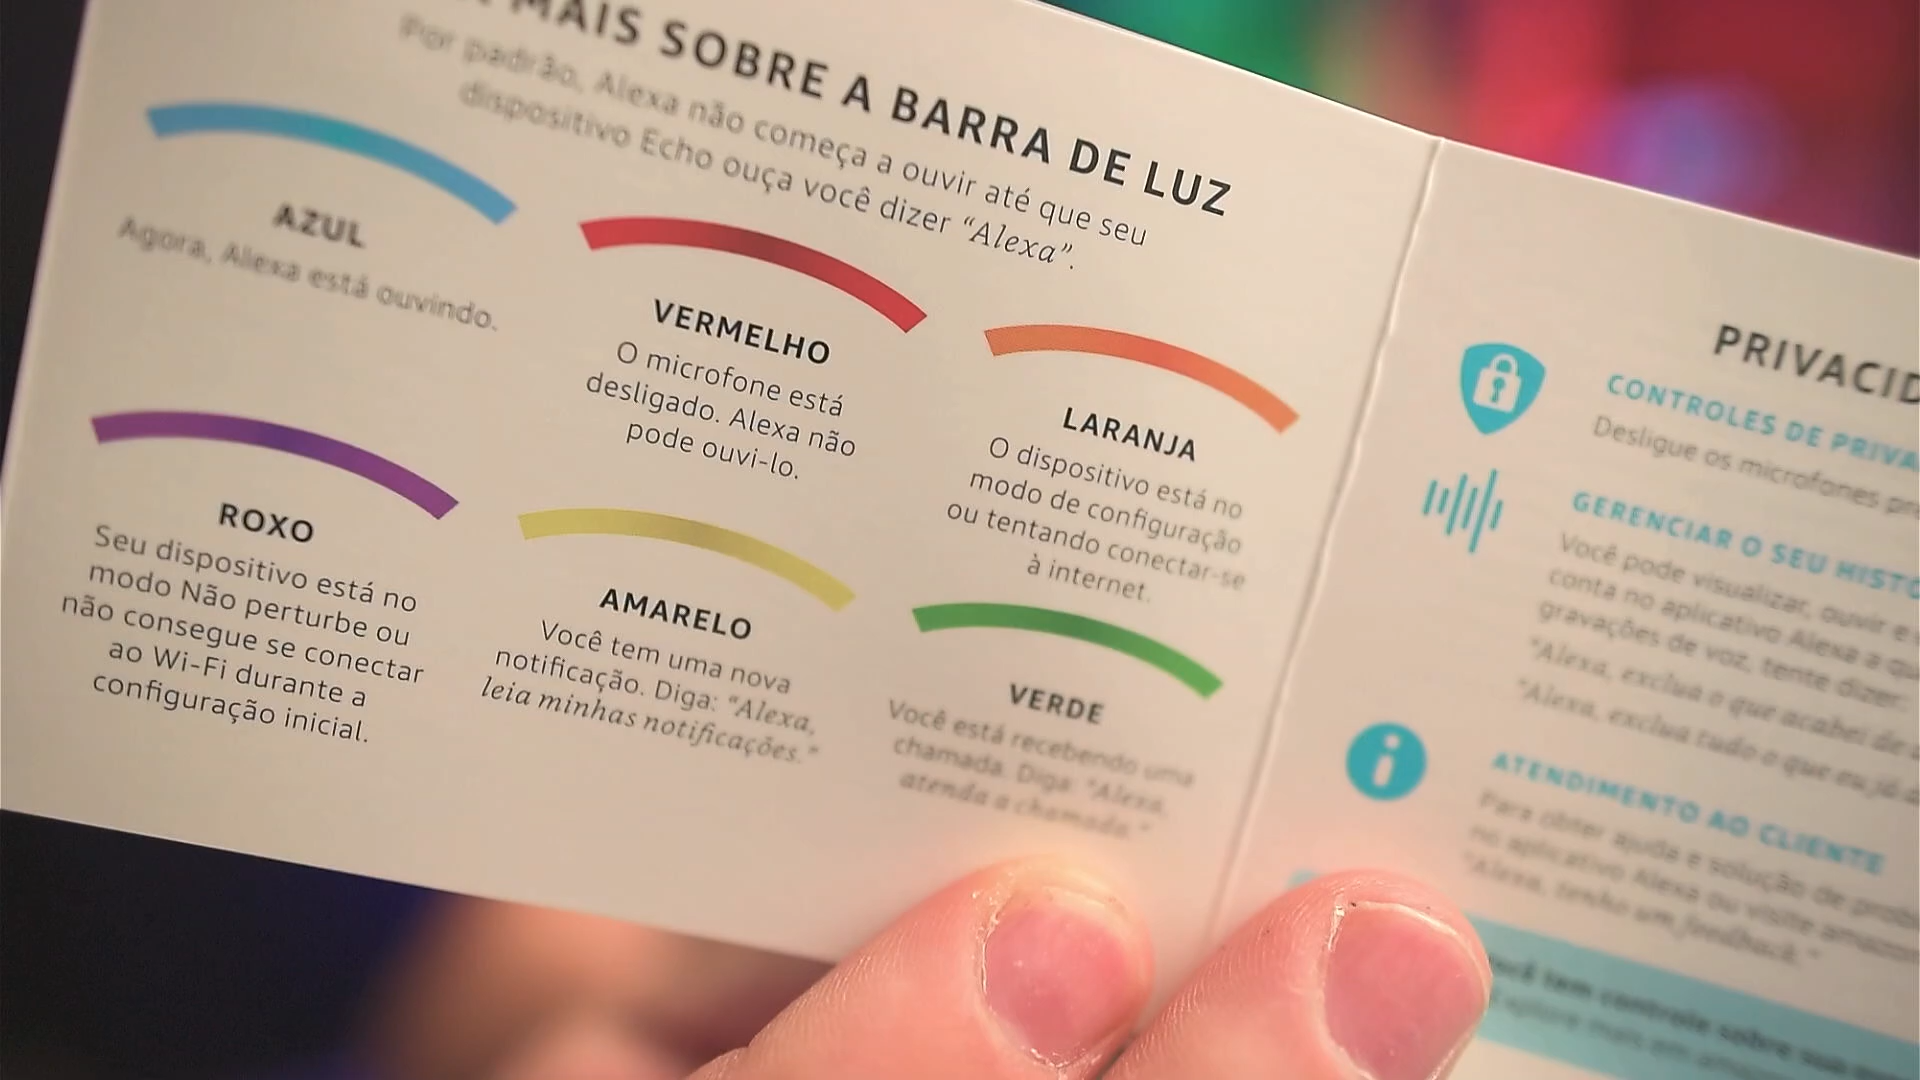 MAIS SOBRE A BARRA DE LUZ
Por padrão, Alexa não começa a ouvir até que seu
dispositivo Echo ouça você dizer “Alexa”.
AZUL
Agora, Alexa está ouvindo.
VERMELHO
O microfone está
desligado. Alexa não
pode ouvi-lo.
LARANJA
O dispositivo está no
modo de configuração
ou tentando conectar-se
à internet.
ROXO
Seu dispositivo está no
modo Não perturbe ou
não consegue se conectar
ao Wi-Fi durante a
configuração inicial.
AMARELO
Você tem uma nova
notificação. Diga: “Alexa,
leia minhas notificações.”
VERDE
Você está recebendo uma
chamada. Diga: “Alexa,
atenda a chamada.”
CONTROLES DE
Desligue os microfones
GERENCIAR O SEU
Você pode visualizar, ouvir e
conta no aplicativo Alexa a
gravações de voz, tente dizer:
“Alexa, exclua o que acabei de
“Alexa, exclua tudo o que eu já
ATENDIMENTO AO CLIENTE
Para obter ajuda e solução de
no aplicativo Alexa ou visite
“Alexa, tenho um feedback.”
tem controle sobre
explore mais em